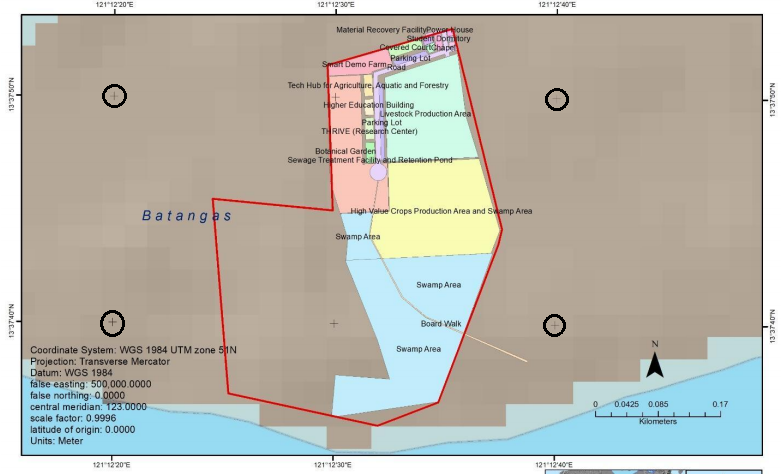 121°12'20"E
121°12'30"E
121°12'40"E
Material Recovery Facility
Power House
Student Dormitory
Covered Court
Chapel
Parking Lot
Smart Demo Farm
Road
13°37'50"N
13°37'50"N
Tech Hub for Agriculture, Aquatic and Forestry
Higher Education Building
Livestock Production Area
Parking Lot
THRIVE (Research Center)
Botanical Garden
Sewage Treatment Facility and Retention Pond
Batangas
High Value Crops Production Area and Swamp Area
Swamp Area
Swamp Area
Board Walk
Swamp Area
13°37'40"N
13°37'40"N
Coordinate System: WGS 1984 UTM zone 51N
Projection: Transverse Mercator
Datum: WGS 1984
false easting: 500,000.0000
false northing: 0.0000
central meridian: 123.0000
scale factor: 0.9996
latitude of origin: 0.0000
Units: Meter
N
0 0.0425 0.085 0.17
Kilometers
121°12'20"E
121°12'30"E
121°12'40"E